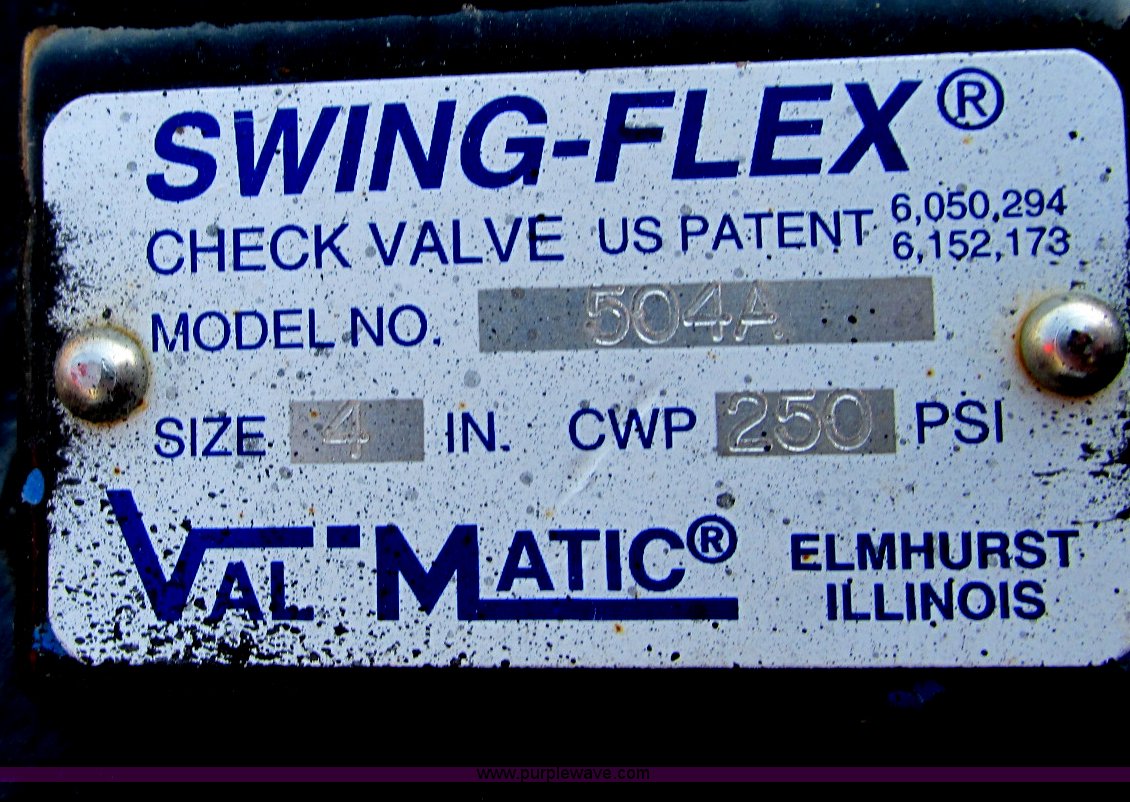 SWING-FLEX®
CHECK VALVE US PATENT 6,050,294
6,152,173
MODEL NO. 504A
SIZE 4 IN. CWP 250 PSI
VAL-MATIC® ELMHURST
ILLINOIS
www.purplewave.com